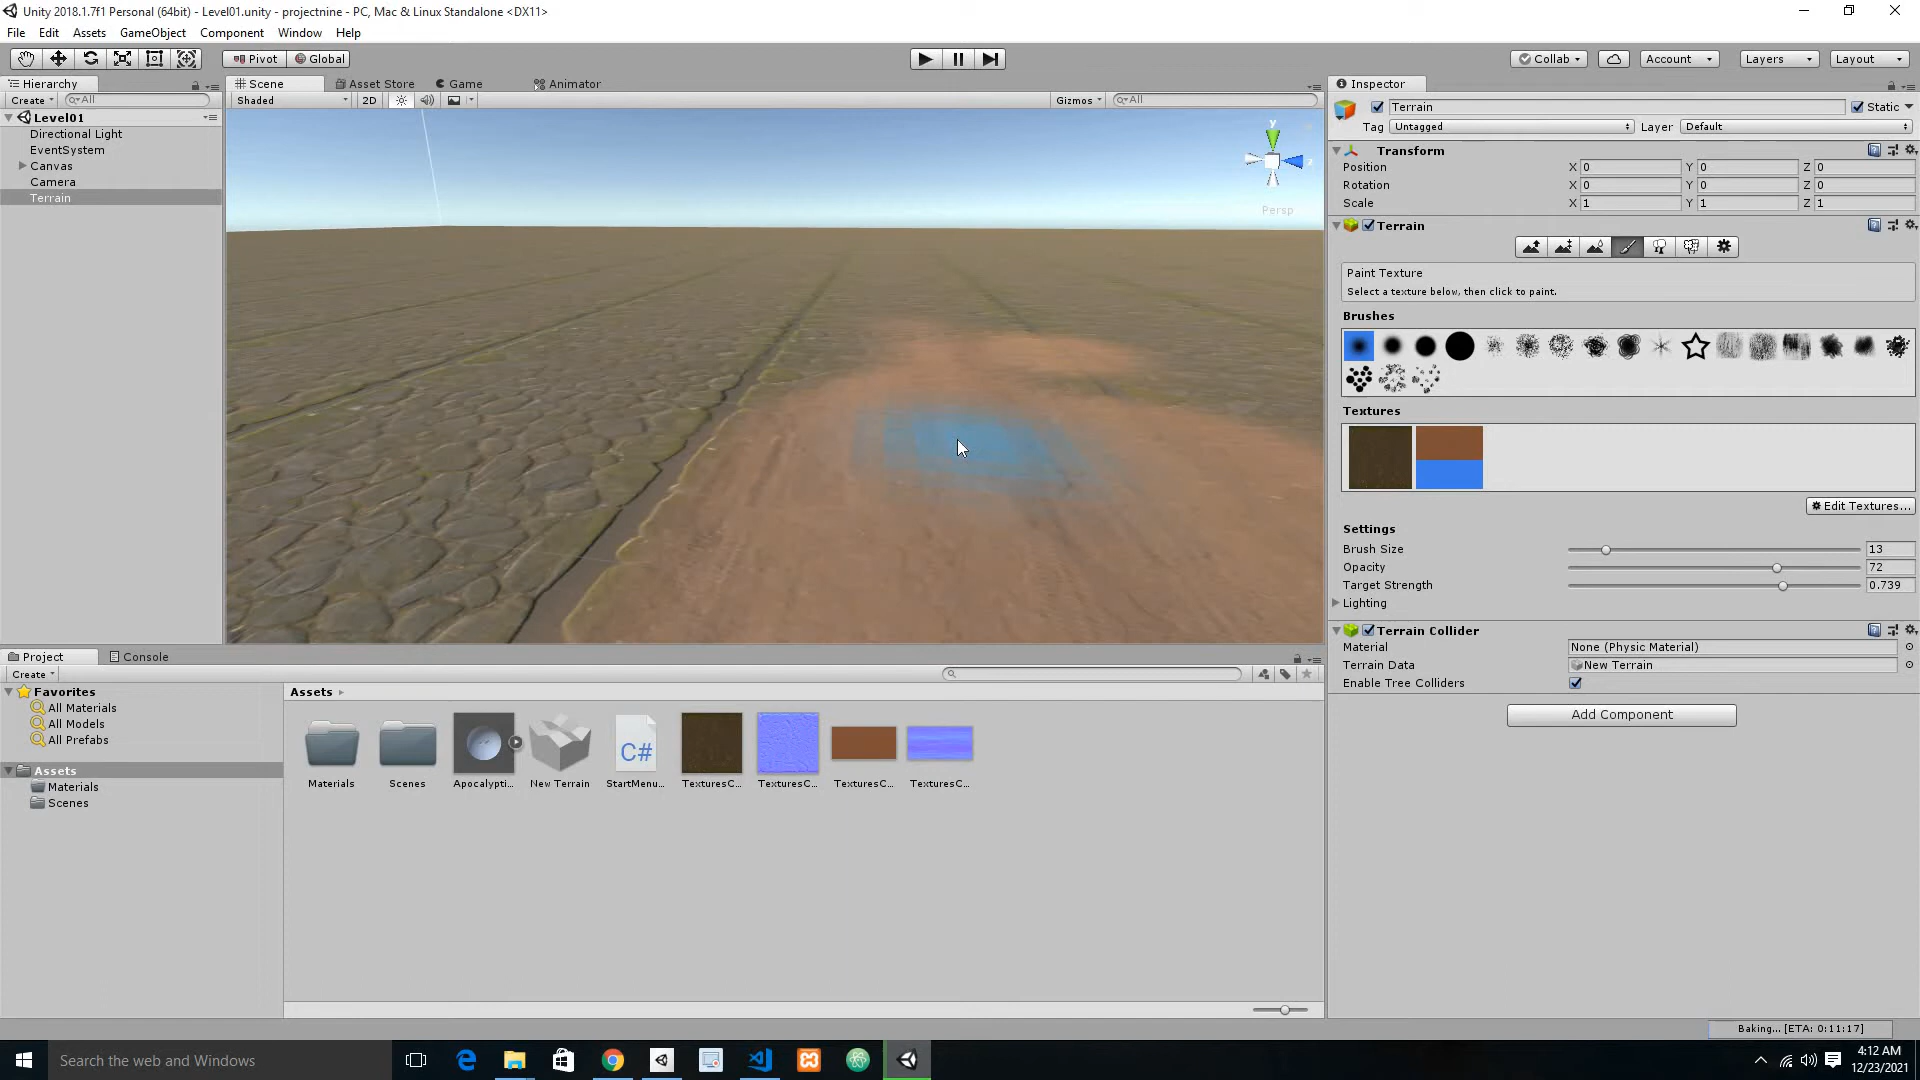 Unity 2018.1.7f1 Personal (64bit) - Level01.unity - projectnine - PC, Mac & Linux Standalone <DX11>
File Edit Assets GameObject Component Window Help
Pivot Global Collab Account Layers Layout
Hierarchy
Create All
Level01
Directional Light
EventSystem
Canvas
Camera
Terrain
Scene Asset Store Game Animator
Shaded 2D Gizmos All
y
z
Persp
Inspector
Terrain Static
Tag Untagged Layer Default
Transform
Position X 0 Y 0 Z 0
Rotation X 0 Y 0 Z 0
Scale X 1 Y 1 Z 1
Terrain
Paint Texture
Select a texture below, then click to paint.
Brushes
Textures
Edit Textures...
Settings
Brush Size 13
Opacity 72
Target Strength 0.739
Lighting
Terrain Collider
Material None (Physic Material)
Terrain Data New Terrain
Enable Tree Colliders
Add Component
Project Console
Create
Favorites
All Materials
All Models
All Prefabs
Assets
Materials
Scenes
Assets
C#
Materials Scenes Apocalypti... New Terrain StartMenu... TexturesC... TexturesC... TexturesC... TexturesC...
Baking... [ETA: 0:11:17]
Search the web and Windows
4:12 AM
12/23/2021